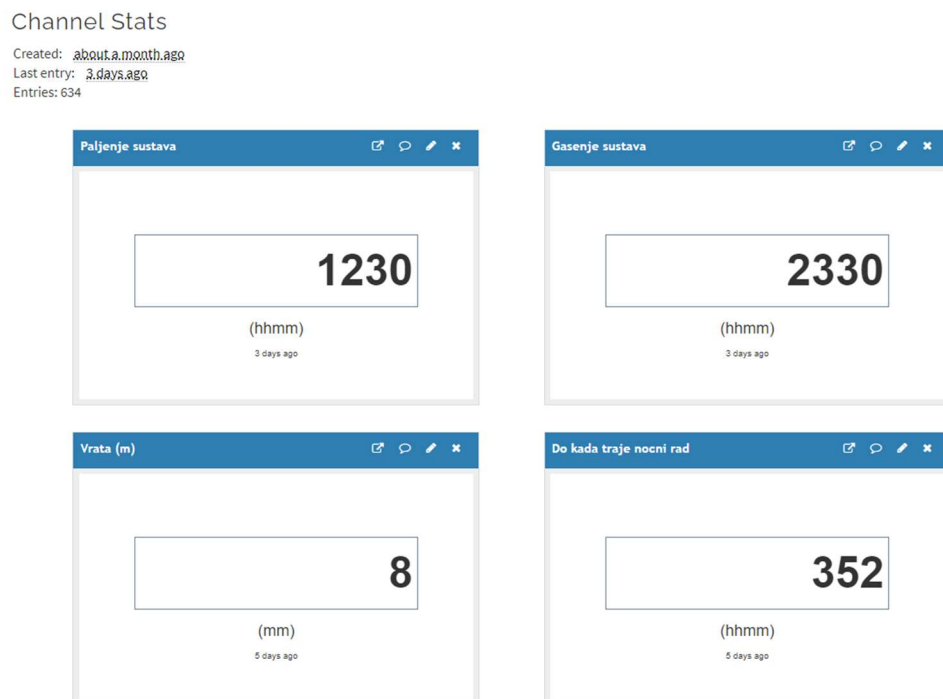 Channel Stats
Created: about a month ago
Last entry: 3 days ago
Entries: 634
Paljenje sustava
1230
(hhmm)
3 days ago
Gasenje sustava
2330
(hhmm)
3 days ago
Vrata (m)
8
(mm)
5 days ago
Do kada traje nocni rad
352
(hhmm)
5 days ago